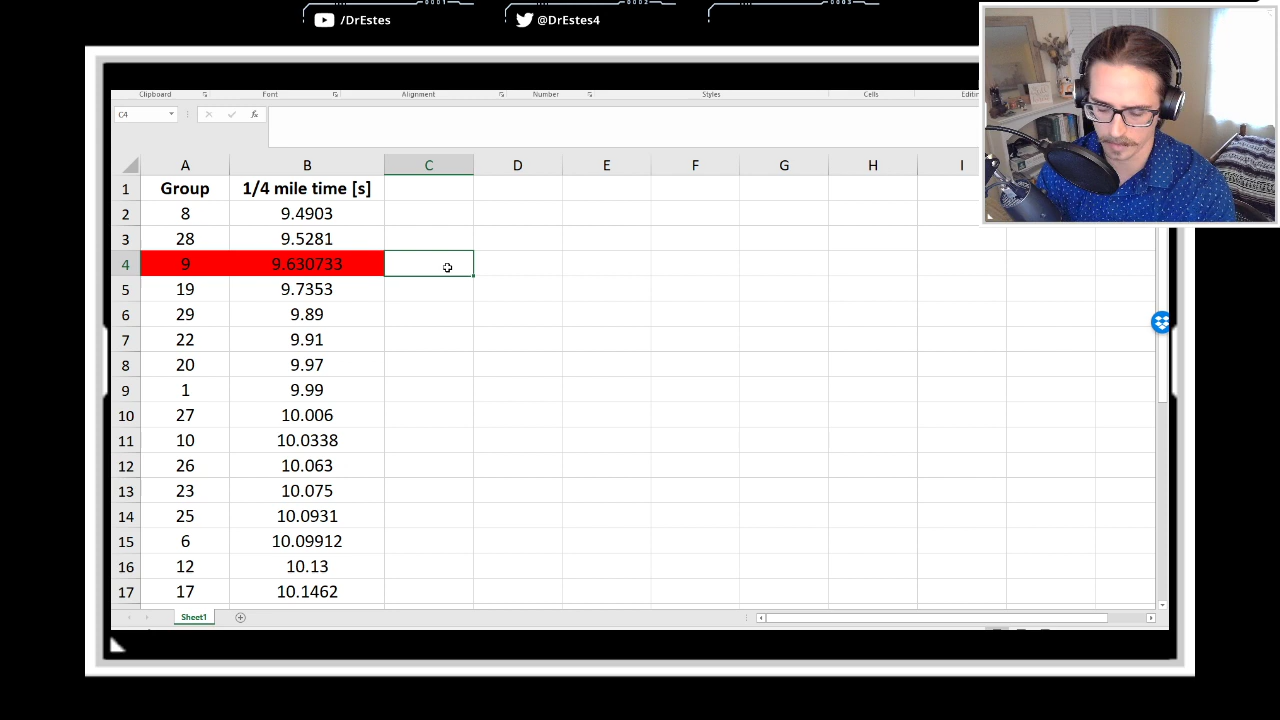 0001
0002
0003
/DrEstes
@DrEstes4
Clipboard
Font
Alignment
Number
Styles
Cells
C4
fx
A B C D E F G H I
1 Group 1/4 mile time [s]
2 8 9.4903
3 28 9.5281
4 9 9.630733
5 19 9.7353
6 29 9.89
7 22 9.91
8 20 9.97
9 1 9.99
10 27 10.006
11 10 10.0338
12 26 10.063
13 23 10.075
14 25 10.0931
15 6 10.09912
16 12 10.13
17 17 10.1462
Sheet1